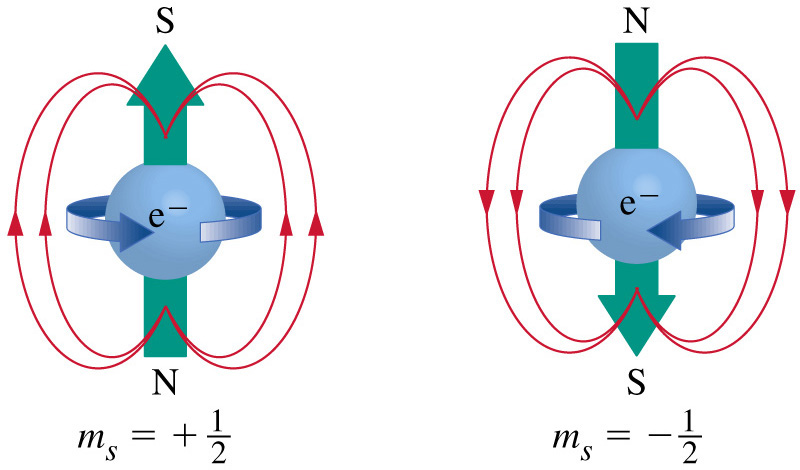 S
N
e−
e−
N
S
mₛ = +1/2
mₛ = −1/2